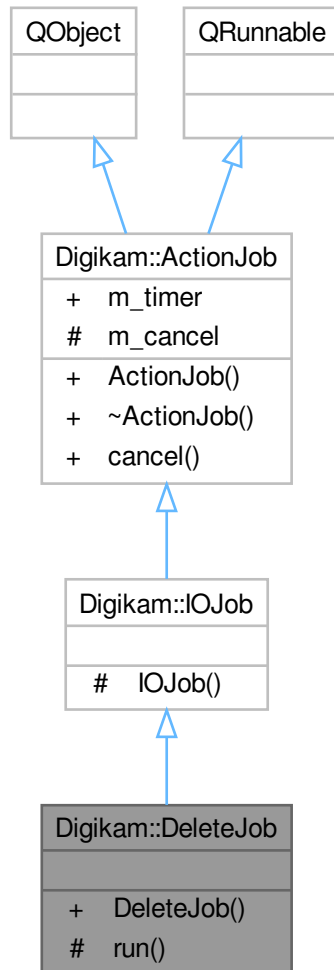 QObject
QRunnable
Digikam::ActionJob
+ m_timer
# m_cancel
+ ActionJob()
+ ~ActionJob()
+ cancel()
Digikam::IOJob
# IOJob()
Digikam::DeleteJob
+ DeleteJob()
# run()